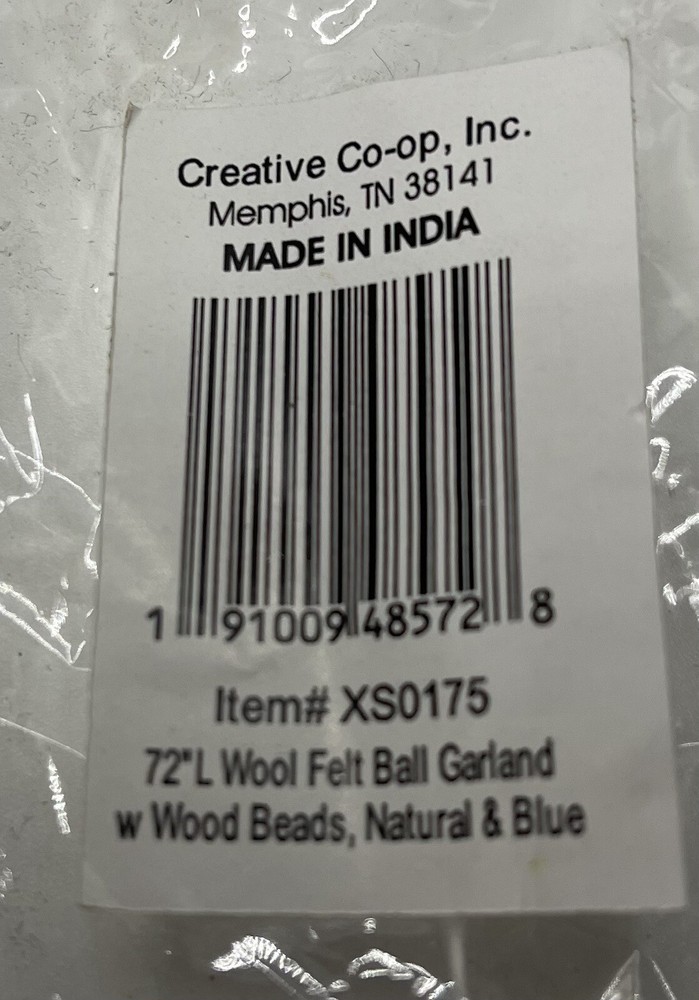 Creative Co-op, Inc.
Memphis, TN 38141
MADE IN INDIA
1 91009 48572 8
Item# XS0175
72"L Wool Felt Ball Garland
w Wood Beads, Natural & Blue